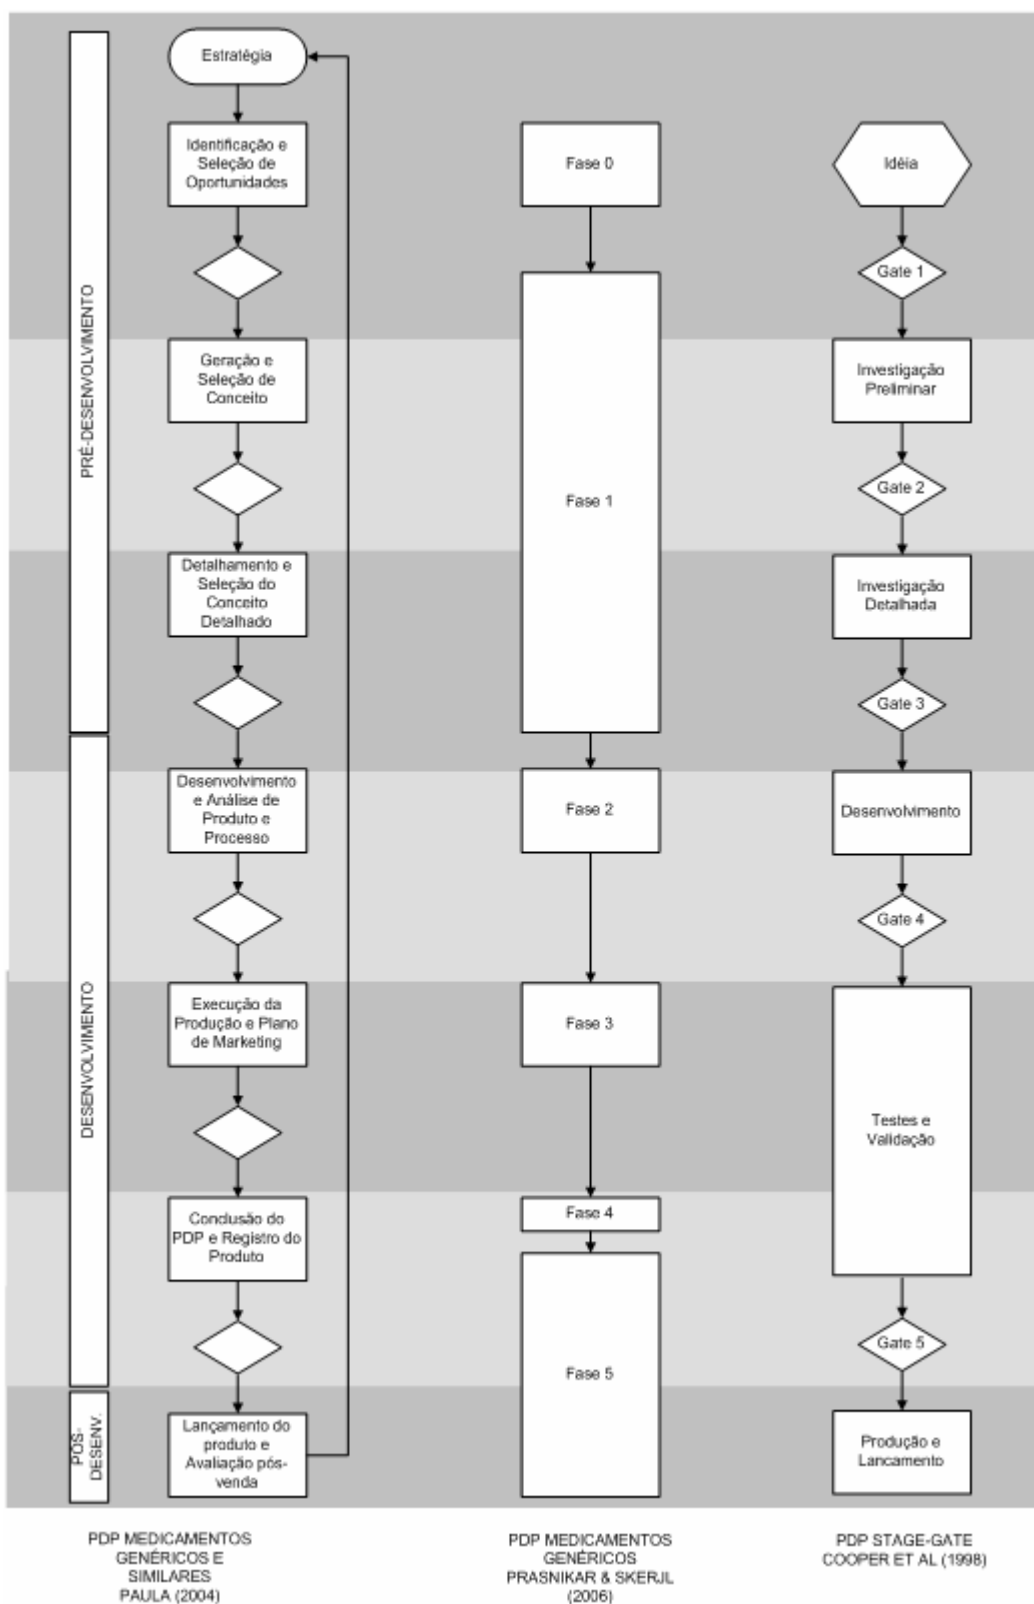 PRÉ-DESENVOLVIMENTO
DESENVOLVIMENTO
PÓS-
DESENV.
Estratégia
Identificação e
Seleção de
Oportunidades
Geração e
Seleção de
Conceito
Detalhamento e
Seleção do
Conceito
Detalhado
Desenvolvimento
e Análise de
Produto e
Processo
Execução da
Produção e Plano
de Marketing
Conclusão do
PDP e Registro do
Produto
Lançamento do
produto e
Avaliação pós-
venda
PDP MEDICAMENTOS
GENÉRICOS E
SIMILARES
PAULA (2004)
Fase 0
Fase 1
Fase 2
Fase 3
Fase 4
Fase 5
PDP MEDICAMENTOS
GENÉRICOS
PRASNIKAR & SKERJL
(2006)
Idéia
Gate 1
Investigação
Preliminar
Gate 2
Investigação
Detalhada
Gate 3
Desenvolvimento
Gate 4
Testes e
Validação
Gate 5
Produção e
Lancamento
PDP STAGE-GATE
COOPER ET AL (1998)